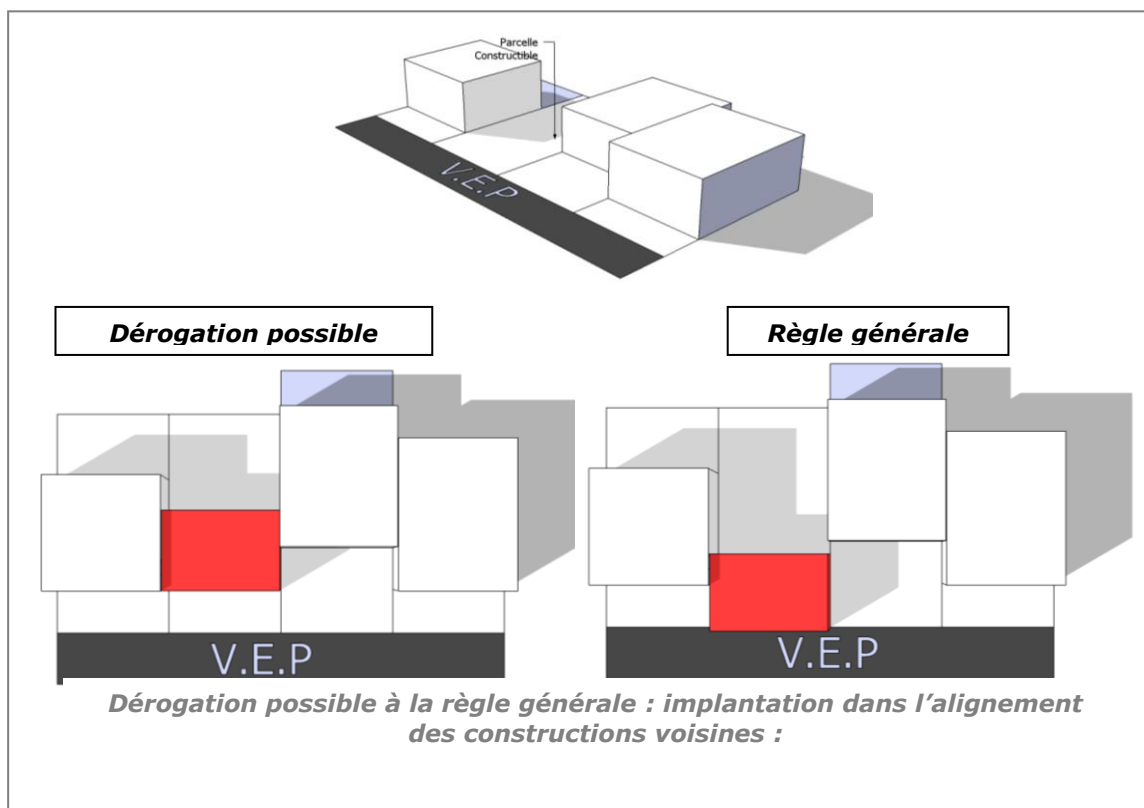 Parcelle
Constructible
V.E.P
Dérogation possible
Règle générale
V.E.P
V.E.P
Dérogation possible à la règle générale : implantation dans l’alignement
des constructions voisines :